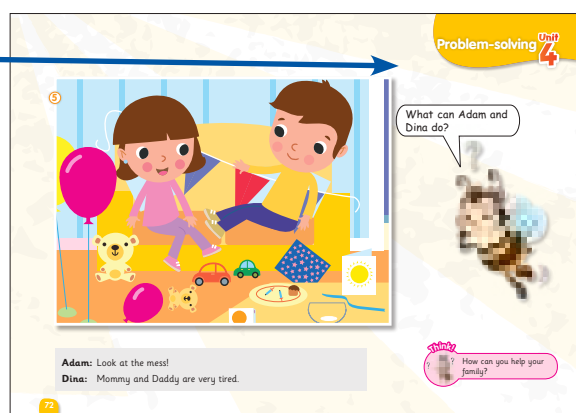 Problem-solving
Unit
4
5
What can Adam and
Dina do?
Adam: Look at the mess!
Dina: Mommy and Daddy are very tired.
Think!
How can you help your
family?
72